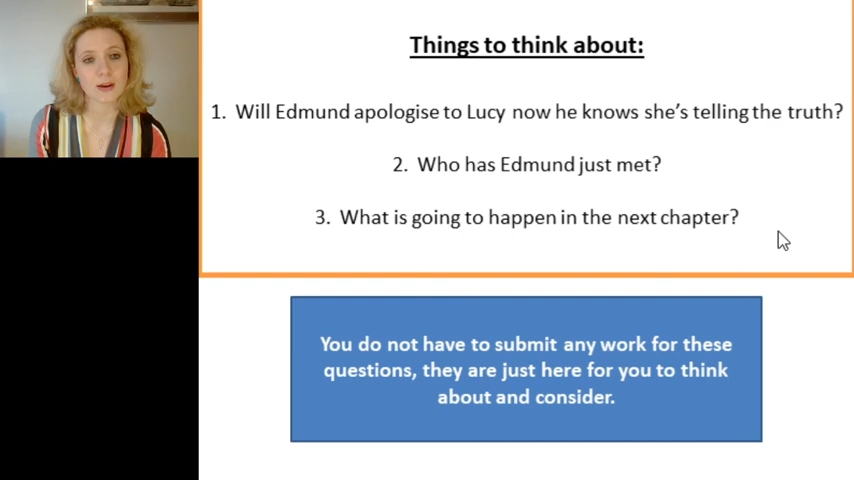 Things to think about:
1. Will Edmund apologise to Lucy now he knows she's telling the truth?
2. Who has Edmund just met?
3. What is going to happen in the next chapter?
You do not have to submit any work for these
questions, they are just here for you to think
about and consider.